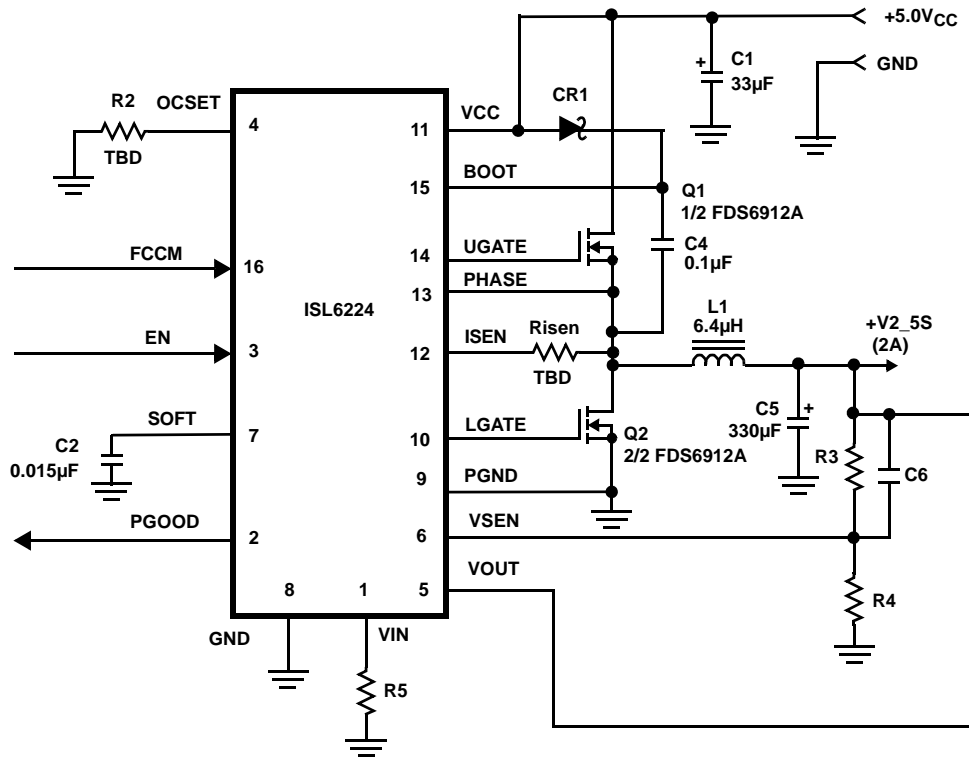 +5.0VCC
GND
C1
+
33µF
R2
OCSET
TBD
4
11
VCC
CR1
15
BOOT
Q1
1/2 FDS6912A
FCCM
16
14
UGATE
C4
0.1µF
13
PHASE
ISL6224
L1
6.4µH
+V2_5S
(2A)
EN
3
12
ISEN
Risen
TBD
SOFT
7
C2
0.015µF
10
LGATE
Q2
2/2 FDS6912A
C5
+
330µF
R3
C6
9
PGND
PGOOD
2
6
VSEN
VOUT
8
1
5
R4
GND
VIN
R5